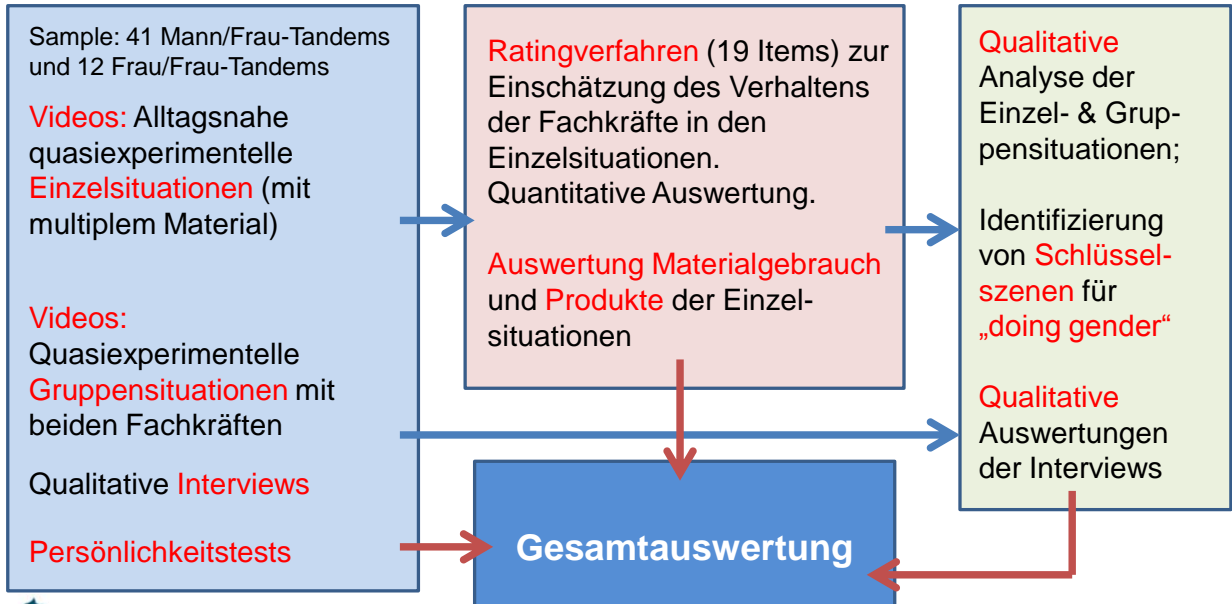 Sample: 41 Mann/Frau-Tandems
und 12 Frau/Frau-Tandems
Videos: Alltagsnahe
quasiexperimentelle
Einzelsituationen (mit
multiplem Material)
Videos:
Quasiexperimentelle
Gruppensituationen mit
beiden Fachkräften
Qualitative Interviews
Persönlichkeitstests
Ratingverfahren (19 Items) zur
Einschätzung des Verhaltens
der Fachkräfte in den
Einzelsituationen.
Quantitative Auswertung.
Auswertung Materialgebrauch
und Produkte der Einzel-
situationen
Qualitative
Analyse der
Einzel- & Grup-
pensituationen;
Identifizierung
von Schlüssel-
szenen für
„doing gender“
Qualitative
Auswertungen
der Interviews
Gesamtauswertung